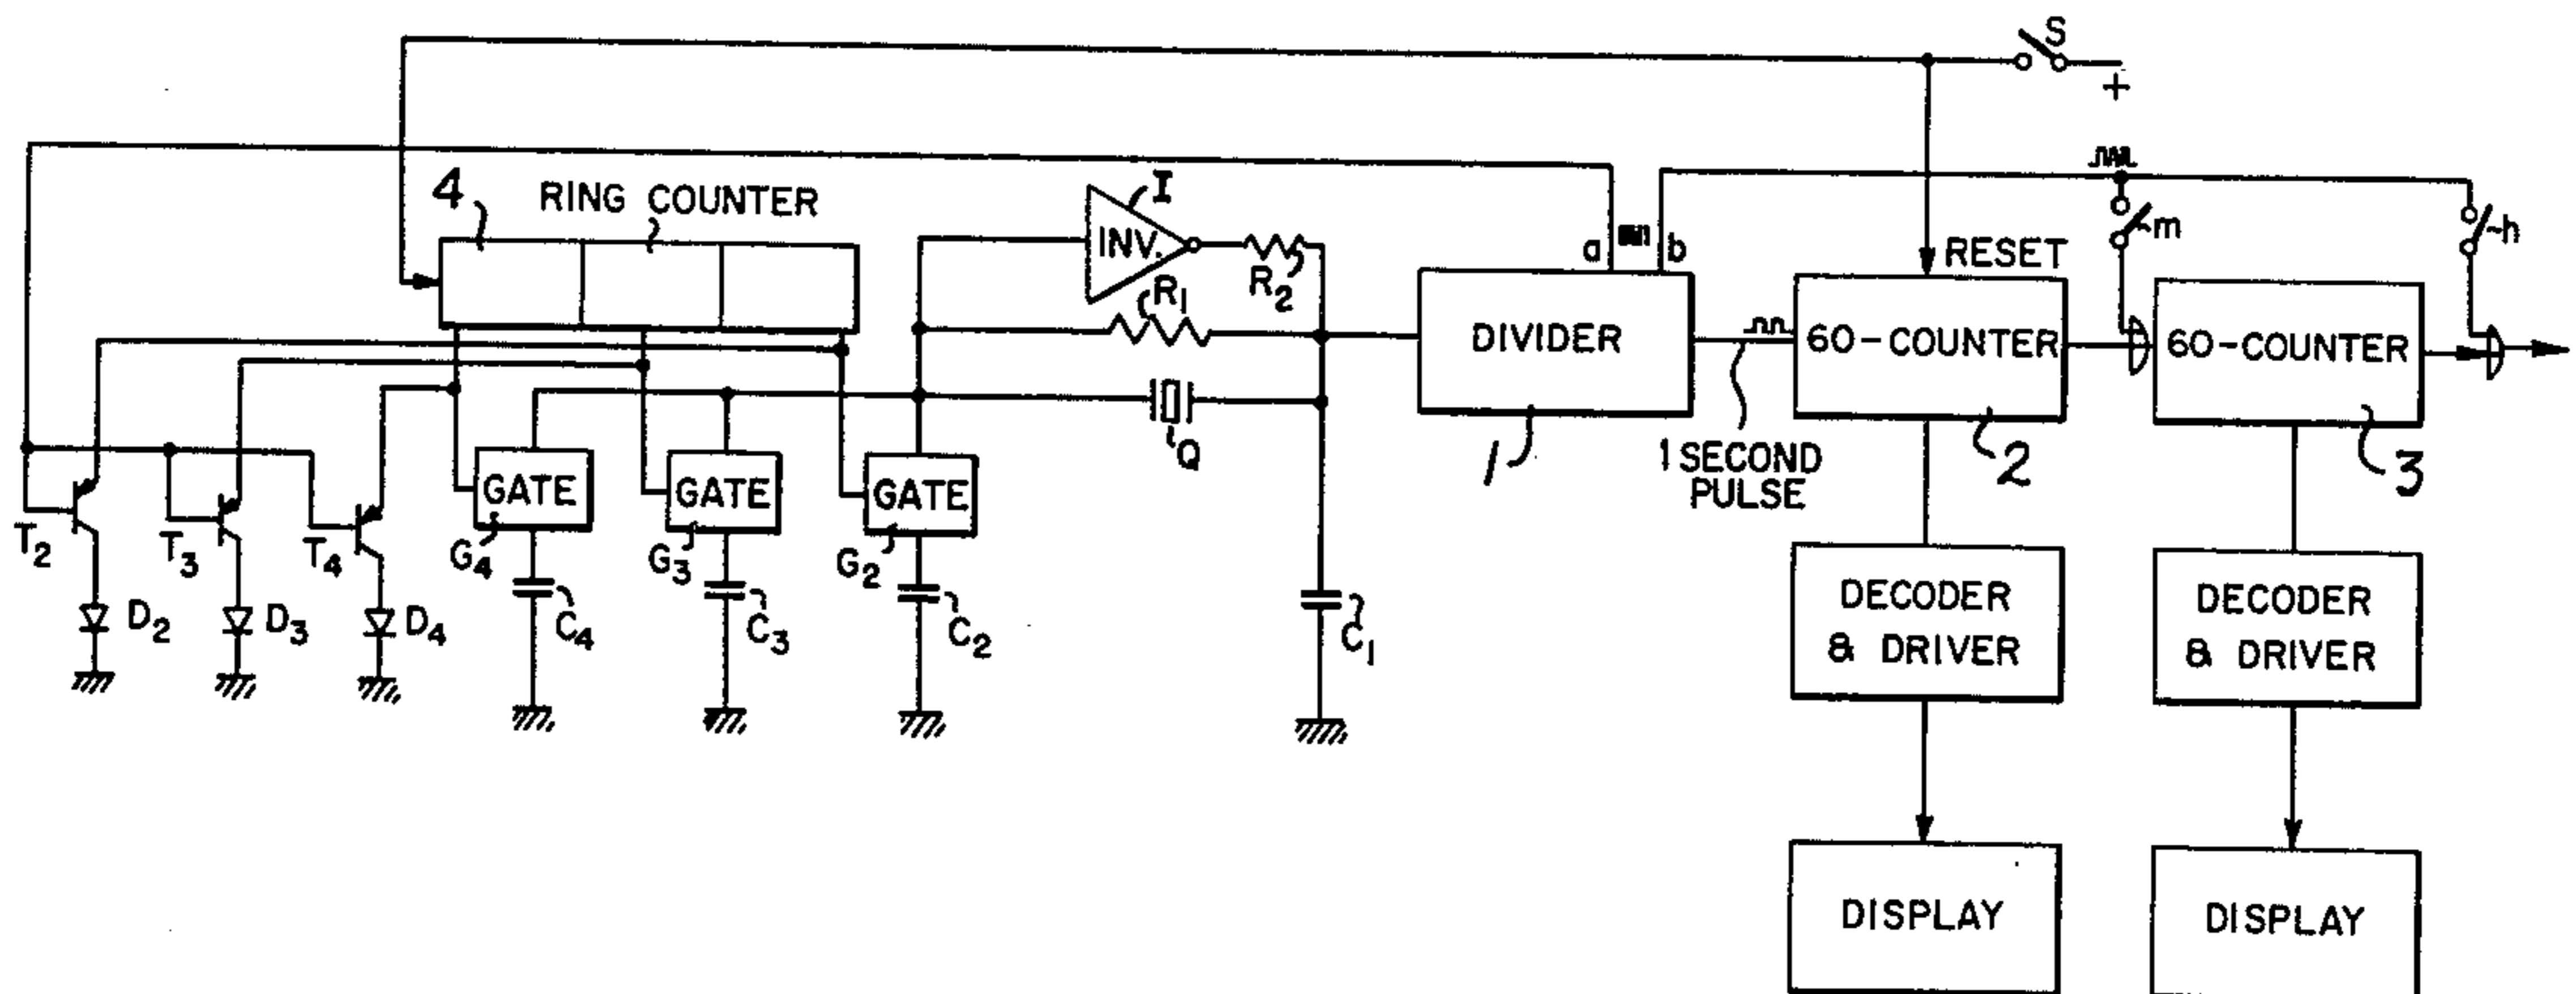 S
+
4
RING COUNTER
I
INV.
R2
R1
a
b
m
h
RESET
DIVIDER
60-COUNTER
60-COUNTER
Q
1
1 SECOND
PULSE
2
3
GATE
GATE
GATE
T2
T3
T4
G4
G3
G2
D2
D3
D4
C4
C3
C2
C1
DECODER
& DRIVER
DECODER
& DRIVER
DISPLAY
DISPLAY